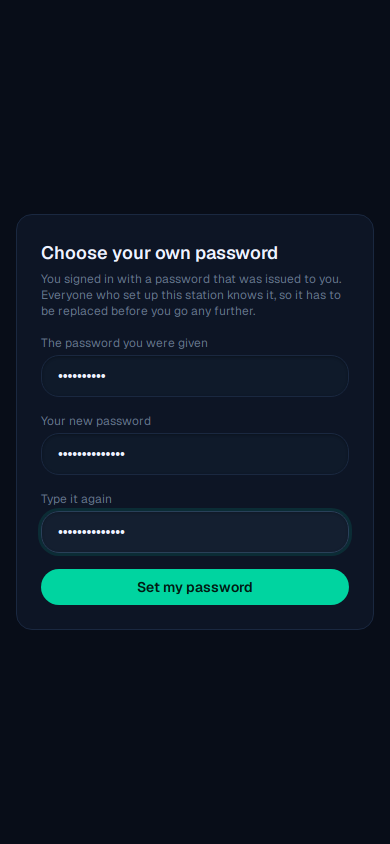 Choose your own password
You signed in with a password that was issued to you.
Everyone who set up this station knows it, so it has to
be replaced before you go any further.
The password you were given
••••••••••
Your new password
••••••••••••••
Type it again
••••••••••••••
Set my password